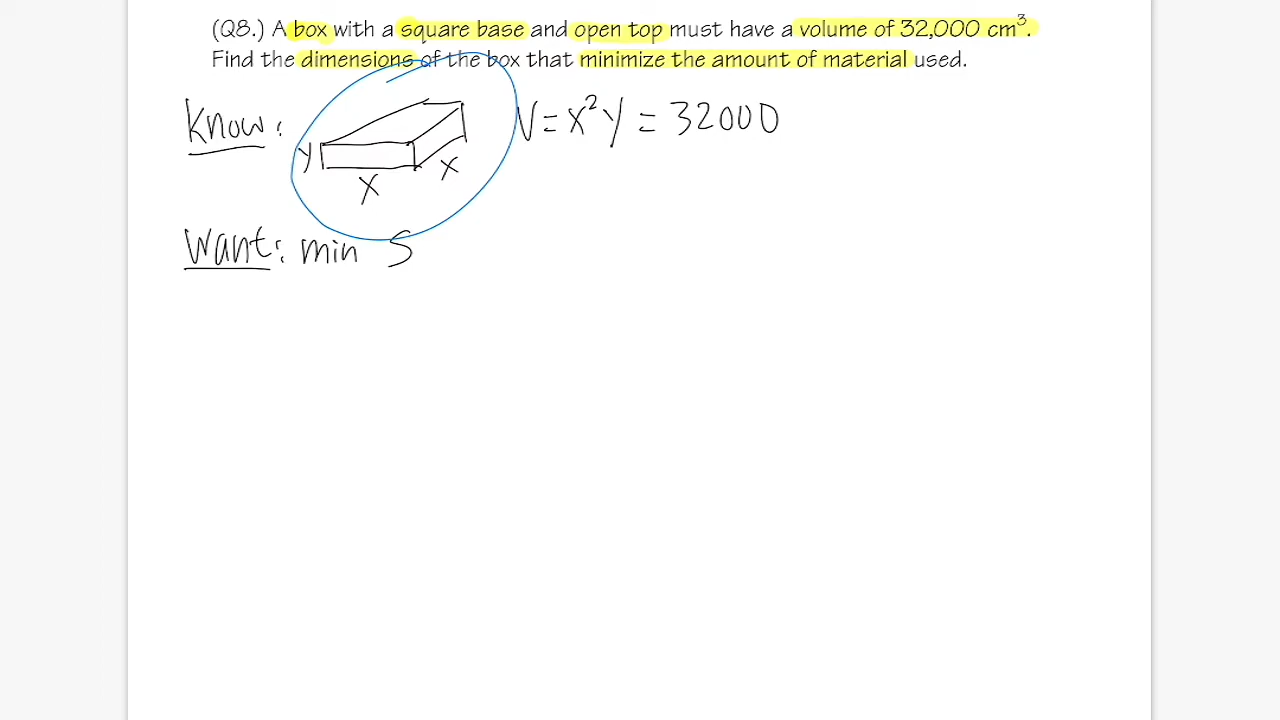 (Q8.) A box with a square base and open top must have a volume of 32,000 cm³.
Find the dimensions of the box that minimize the amount of material used.
Know: V = x²y = 32000
y
x
x
Want: min S